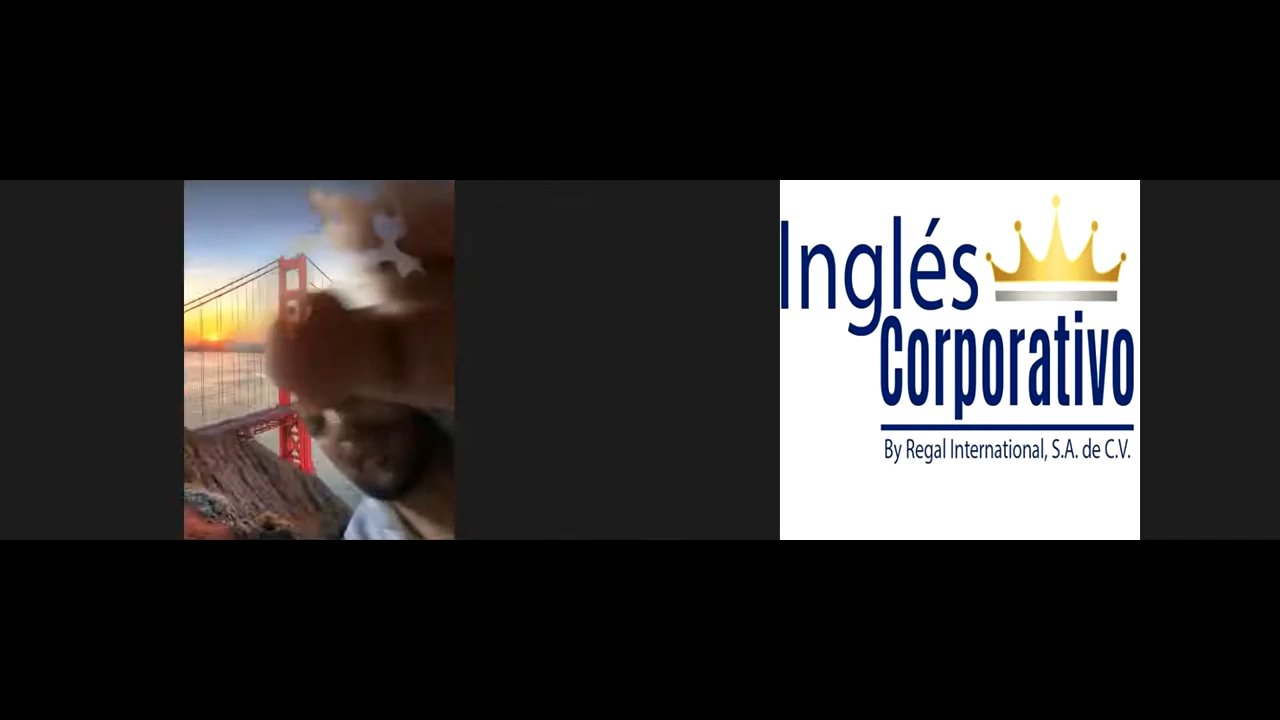 Inglés
Corporativo
By Regal International, S.A. de C.V.